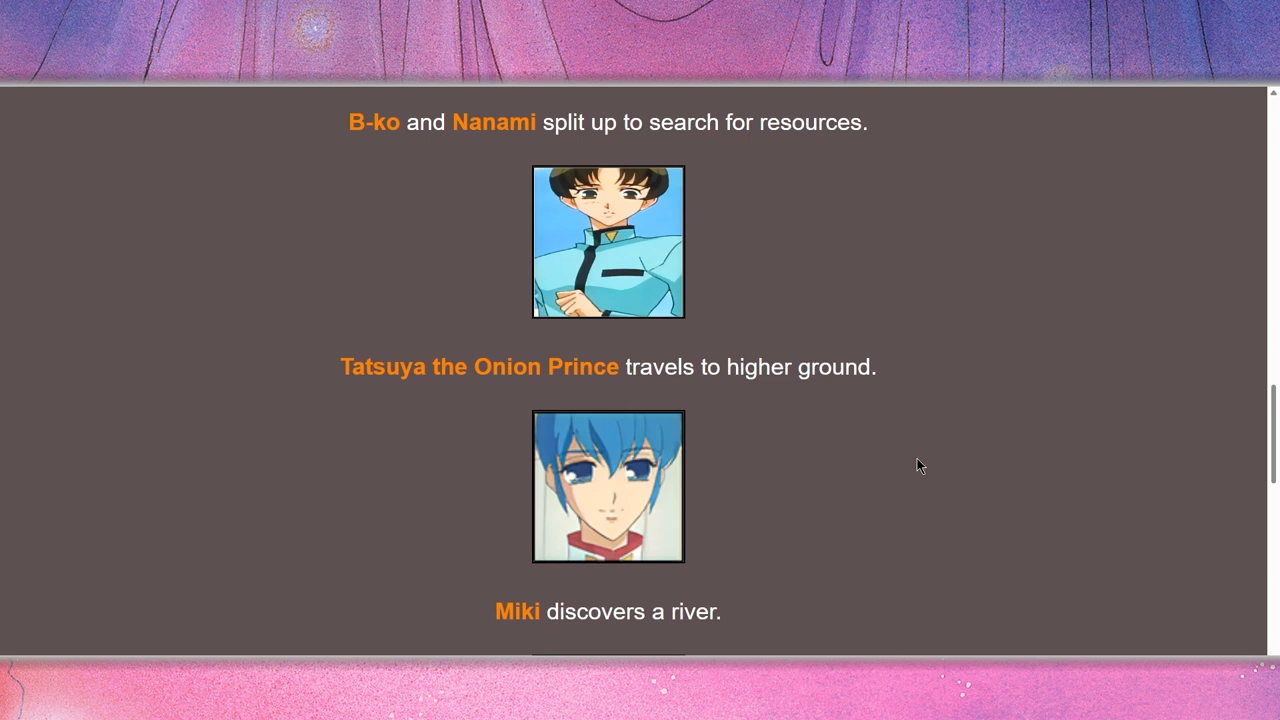 B-ko and Nanami split up to search for resources.
Tatsuya the Onion Prince travels to higher ground.
Miki discovers a river.